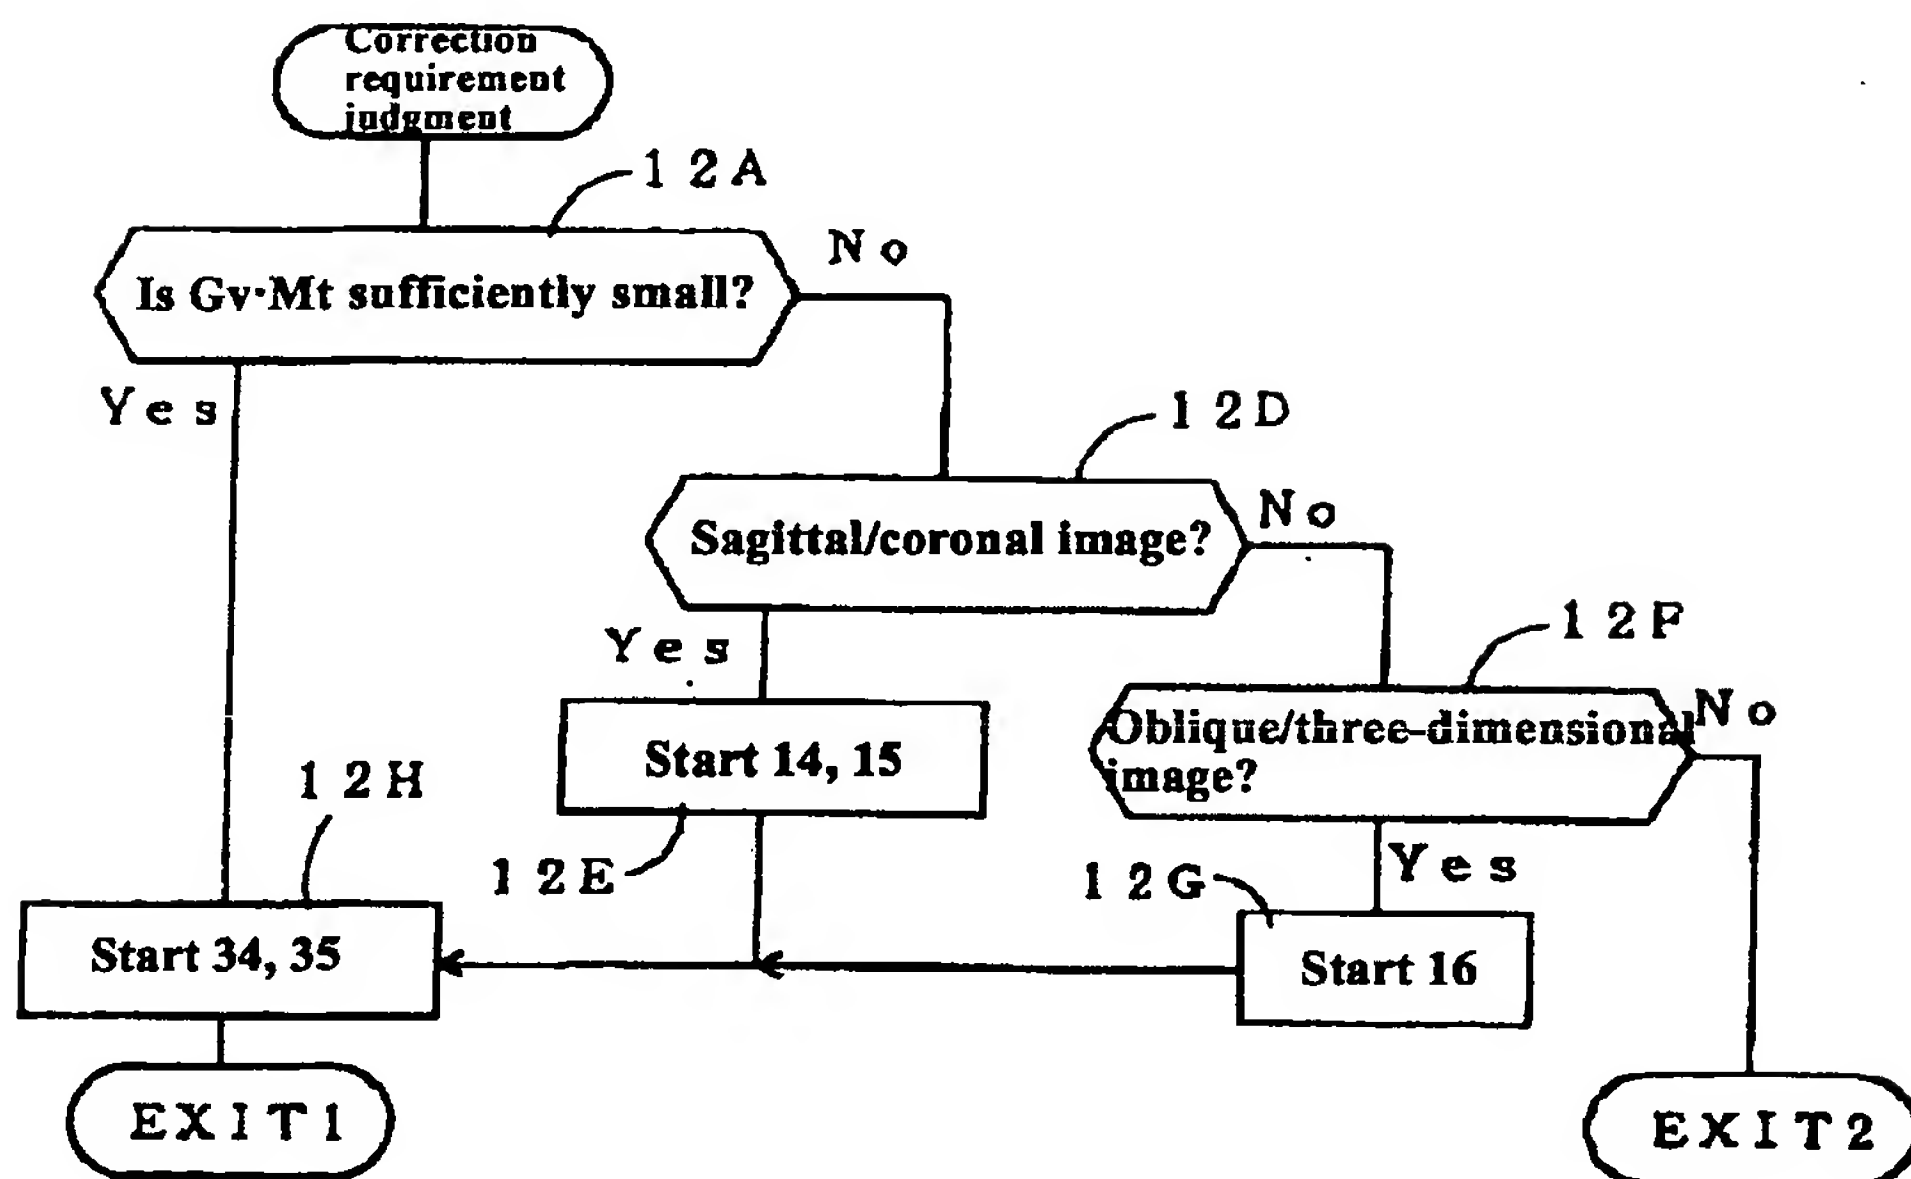 Correction
requirement
judgment
12A
No
Is Gv·Mt sufficiently small?
Yes
12D
No
Sagittal/coronal image?
Yes
12F
No
Oblique/three-dimensional
image?
Start 14, 15
12H
12E
Yes
12G
Start 34, 35
Start 16
EXIT1
EXIT2